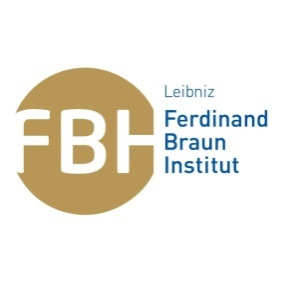 FBH
Leibniz
Ferdinand
Braun
Institut